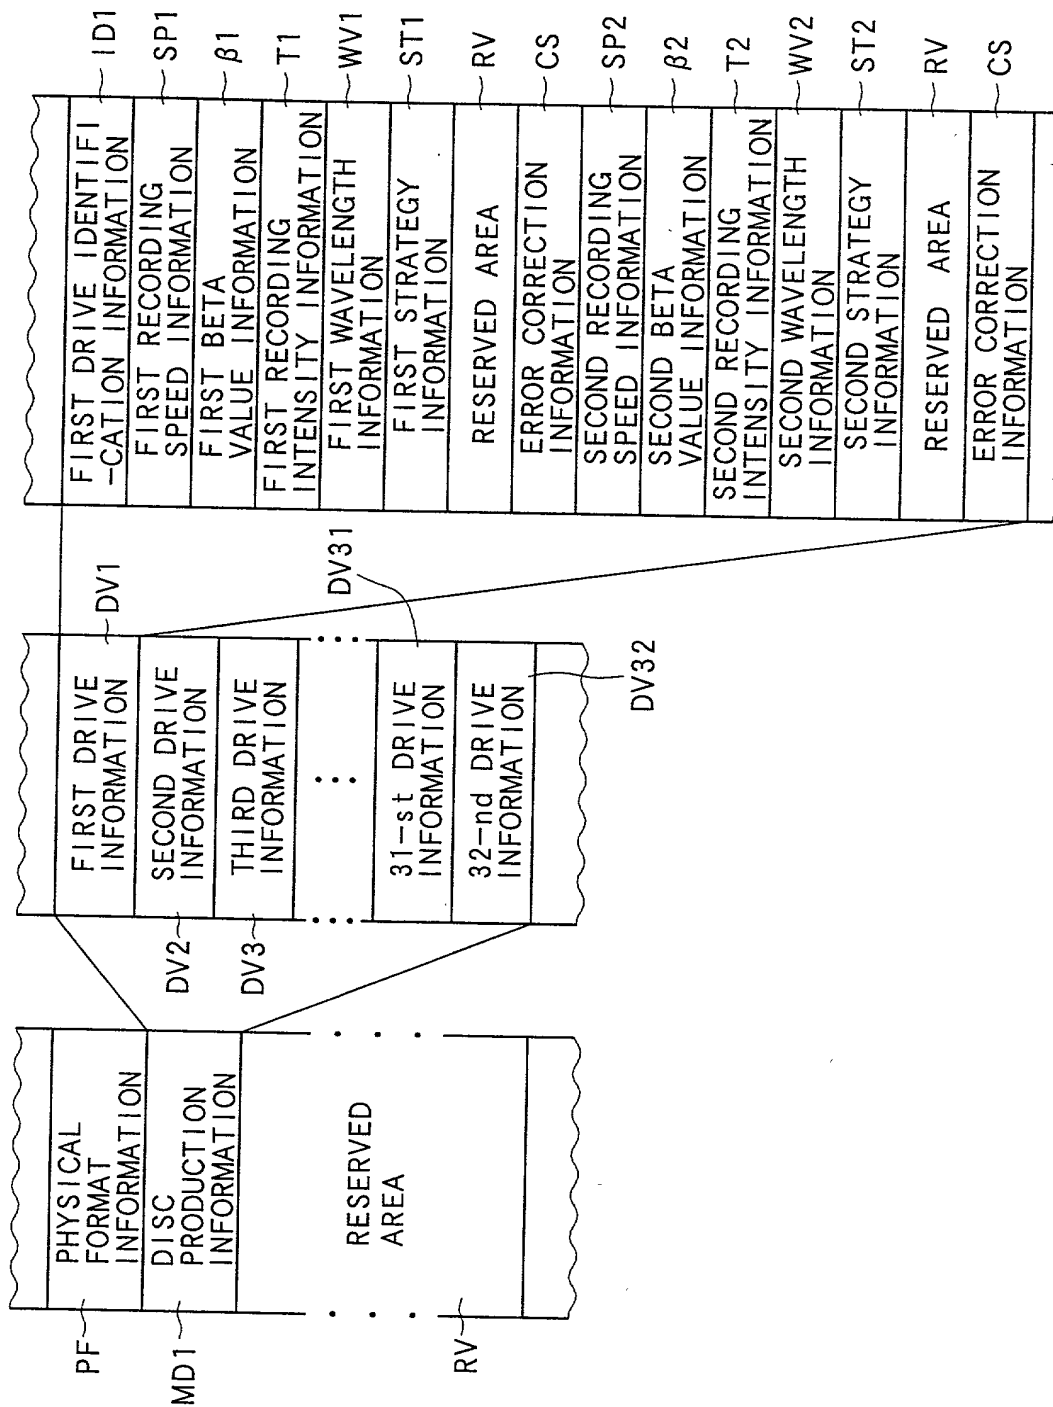 PF
PHYSICAL
FORMAT
INFORMATION
MD1
DISC
PRODUCTION
INFORMATION
RV
RESERVED
AREA
DV1
FIRST DRIVE
INFORMATION
DV2
SECOND DRIVE
INFORMATION
DV3
THIRD DRIVE
INFORMATION
DV31
31-st DRIVE
INFORMATION
DV32
32-nd DRIVE
INFORMATION
FIRST DRIVE IDENTIFI
-CATION INFORMATION
ID1
FIRST RECORDING
SPEED INFORMATION
SP1
FIRST BETA
VALUE INFORMATION
β1
FIRST RECORDING
INTENSITY INFORMATION
T1
FIRST WAVELENGTH
INFORMATION
WV1
FIRST STRATEGY
INFORMATION
ST1
RESERVED AREA
RV
ERROR CORRECTION
INFORMATION
CS
SECOND RECORDING
SPEED INFORMATION
SP2
SECOND BETA
VALUE INFORMATION
β2
SECOND RECORDING
INTENSITY INFORMATION
T2
SECOND WAVELENGTH
INFORMATION
WV2
SECOND STRATEGY
INFORMATION
ST2
RESERVED AREA
RV
ERROR CORRECTION
INFORMATION
CS